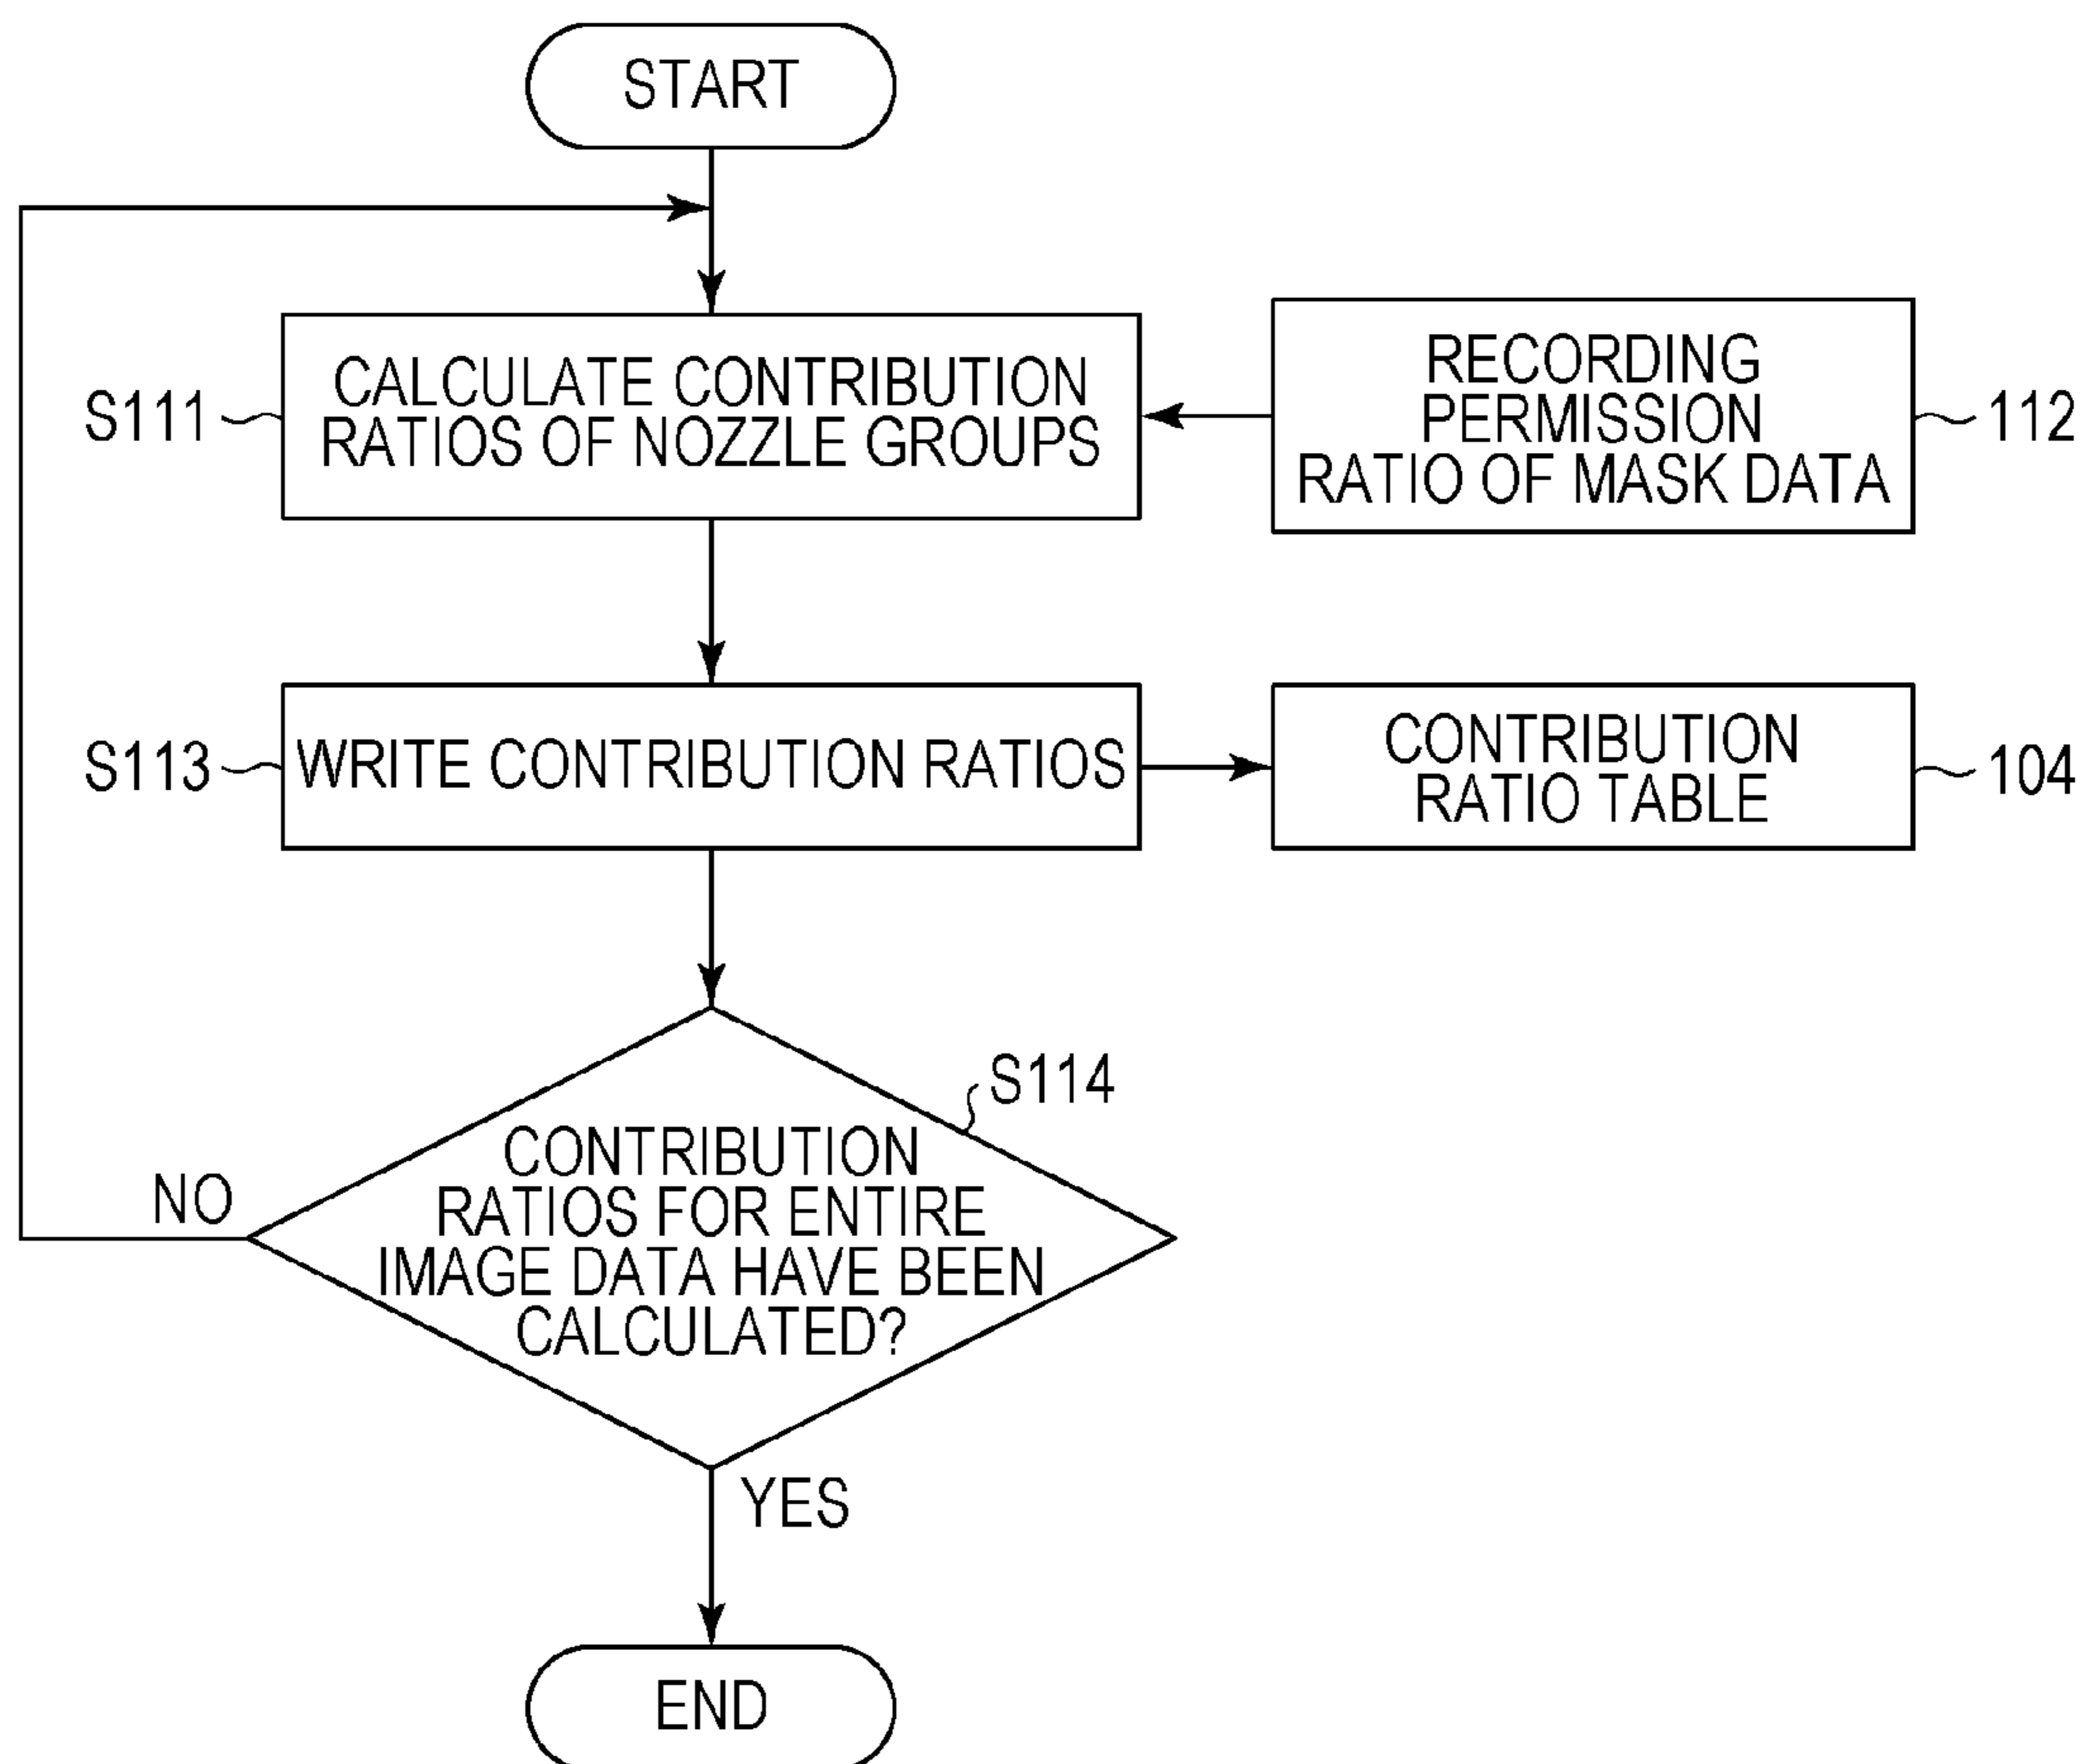 START
S111
CALCULATE CONTRIBUTION
RATIOS OF NOZZLE GROUPS
RECORDING
PERMISSION
RATIO OF MASK DATA
112
S113
WRITE CONTRIBUTION RATIOS
CONTRIBUTION
RATIO TABLE
104
S114
CONTRIBUTION
RATIOS FOR ENTIRE
IMAGE DATA HAVE BEEN
CALCULATED?
NO
YES
END